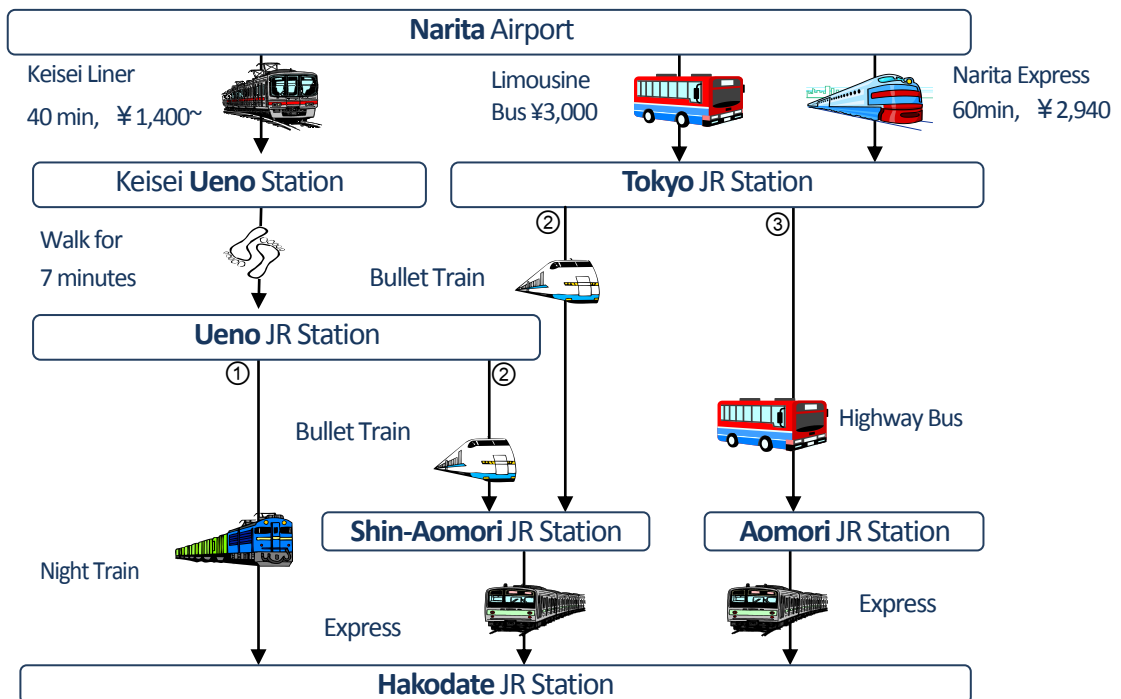 Narita Airport
Keisei Liner
40 min, ¥1,400~
Limousine
Bus ¥3,000
Narita Express
60min, ¥2,940
Keisei Ueno Station
Tokyo JR Station
② ③
Walk for
7 minutes
Bullet Train
Ueno JR Station
① ②
Bullet Train
Highway Bus
Shin-Aomori JR Station
Aomori JR Station
Night Train
Express
Express
Hakodate JR Station